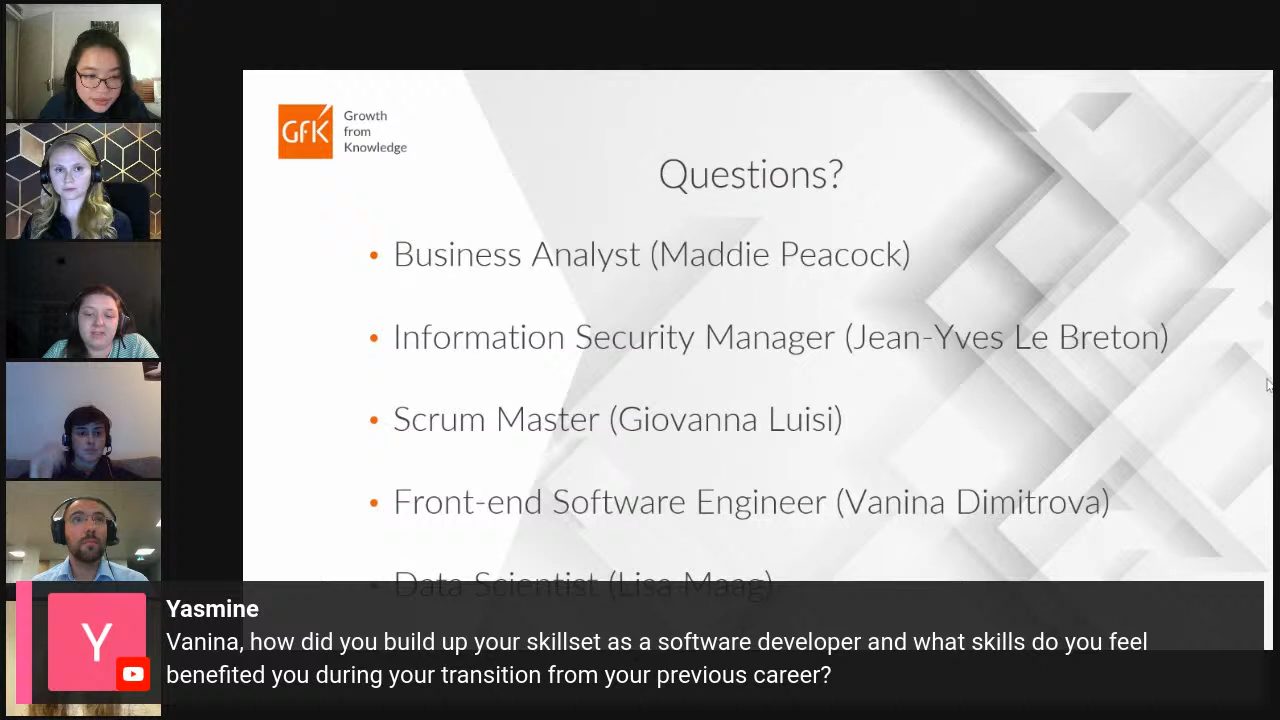 GfK
Growth
from
Knowledge
Questions?
• Business Analyst (Maddie Peacock)
• Information Security Manager (Jean-Yves Le Breton)
• Scrum Master (Giovanna Luisi)
• Front-end Software Engineer (Vanina Dimitrova)
• Data Scientist (Lisa Maag)
Yasmine
Y
Vanina, how did you build up your skillset as a software developer and what skills do you feel
benefited you during your transition from your previous career?